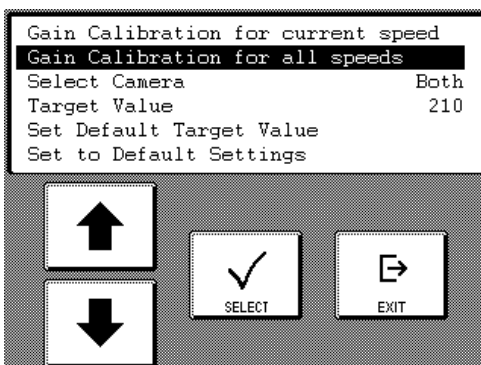 Gain Calibration for current speed
Gain Calibration for all speeds
Select Camera Both
Target Value 210
Set Default Target Value
Set to Default Settings
SELECT
EXIT